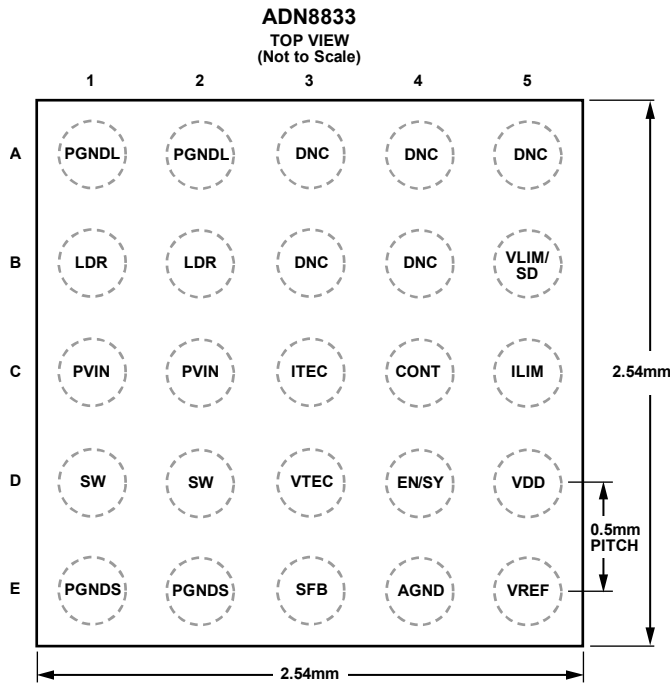 ADN8833
TOP VIEW
(Not to Scale)
1 2 3 4 5
A PGNDL PGNDL DNC DNC DNC
B LDR LDR DNC DNC VLIM/
SD
C PVIN PVIN ITEC CONT ILIM
2.54mm
D SW SW VTEC EN/SY VDD
0.5mm
PITCH
E PGNDS PGNDS SFB AGND VREF
2.54mm